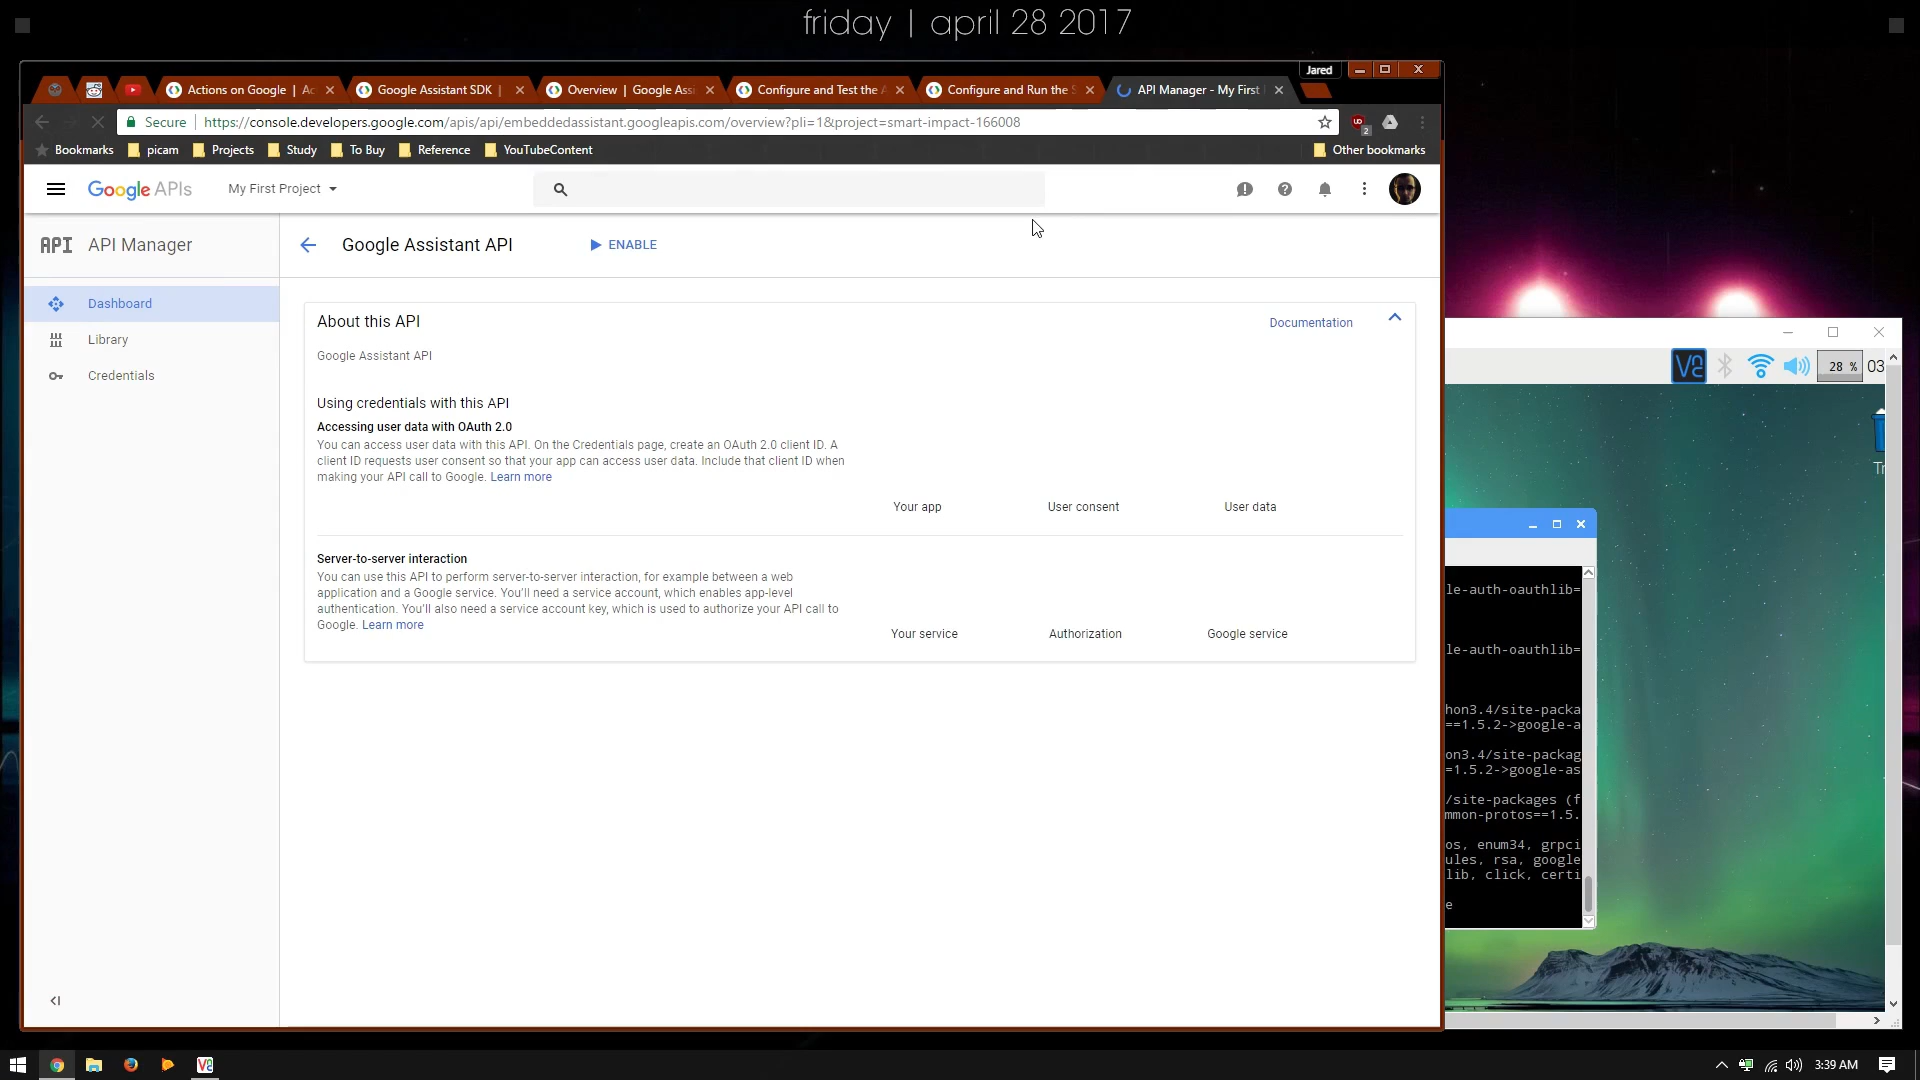 friday | april 28 2017
Jared
Actions on Google | Ac
Google Assistant SDK |
Overview | Google Assi
Configure and Test the A
Configure and Run the S
API Manager - My First
Secure
https://console.developers.google.com/apis/api/embeddedassistant.googleapis.com/overview?pli=1&project=smart-impact-166008
2
Bookmarks
picam
Projects
Study
To Buy
Reference
YouTubeContent
Other bookmarks
Google APIs
My First Project
API API Manager
Google Assistant API
ENABLE
Dashboard
Library
Credentials
About this API
Documentation
Google Assistant API
Using credentials with this API
Accessing user data with OAuth 2.0
You can access user data with this API. On the Credentials page, create an OAuth 2.0 client ID. A
client ID requests user consent so that your app can access user data. Include that client ID when
making your API call to Google. Learn more
Your app
User consent
User data
Server-to-server interaction
You can use this API to perform server-to-server interaction, for example between a web
application and a Google service. You'll need a service account, which enables app-level
authentication. You'll also need a service account key, which is used to authorize your API call to
Google. Learn more
Your service
Authorization
Google service
28 %
03
Tr
le-auth-oauthlib=
le-auth-oauthlib=
hon3.4/site-packa
==1.5.2->google-a
on3.4/site-packag
=1.5.2->google-as
/site-packages (f
mmon-protos==1.5.
os, enum34, grpci
ules, rsa, google
lib, click, certi
e
3:39 AM